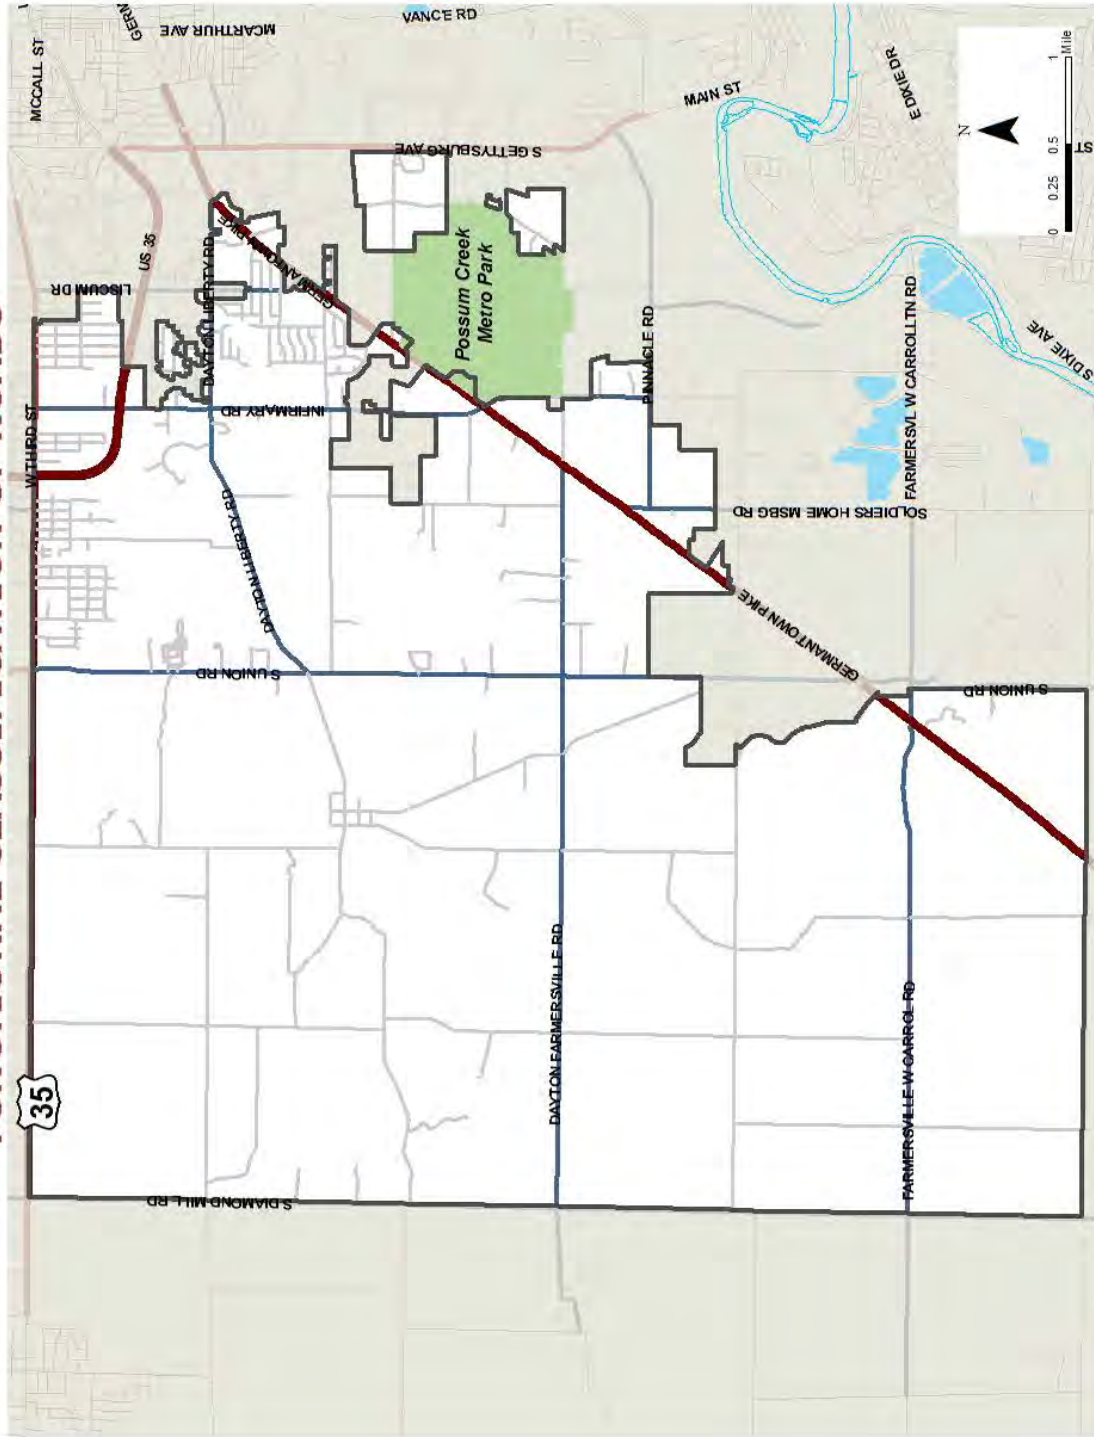 MCCALL ST
GERM
MCARTHUR AVE
VANCE RD
US 35
S GETTYSBURG AVE
MAIN ST
E DIXIE DR
N
0
0.25
0.5
1
Mile
ST
LISCUM DR
DAYTON LIBERTY RD
GERMANTOWN PIKE
GERMANTOWN
Possum Creek
Metro Park
PINNACLE RD
FARMERSVL W CARROLLTN RD
S DIXIE AVE
W THIRD ST
INFIRMARY RD
DAYTON LIBERTY RD
SOLDIERS HOME MSBG RD
S UNION RD
GERMANTOWN PIKE
S UNION RD
35
DAYTON FARMERSVILLE RD
FARMERSVILLE W CARROL RD
S DIAMOND MILL RD